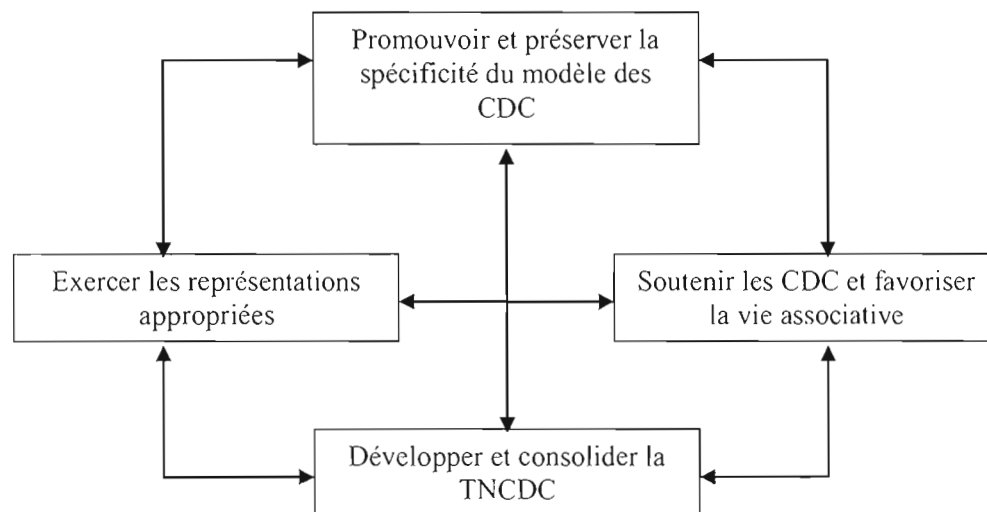 Promouvoir et préserver la
spécificité du modèle des
CDC
Exercer les représentations
appropriées
Soutenir les CDC et favoriser
la vie associative
Développer et consolider la
TNCDC